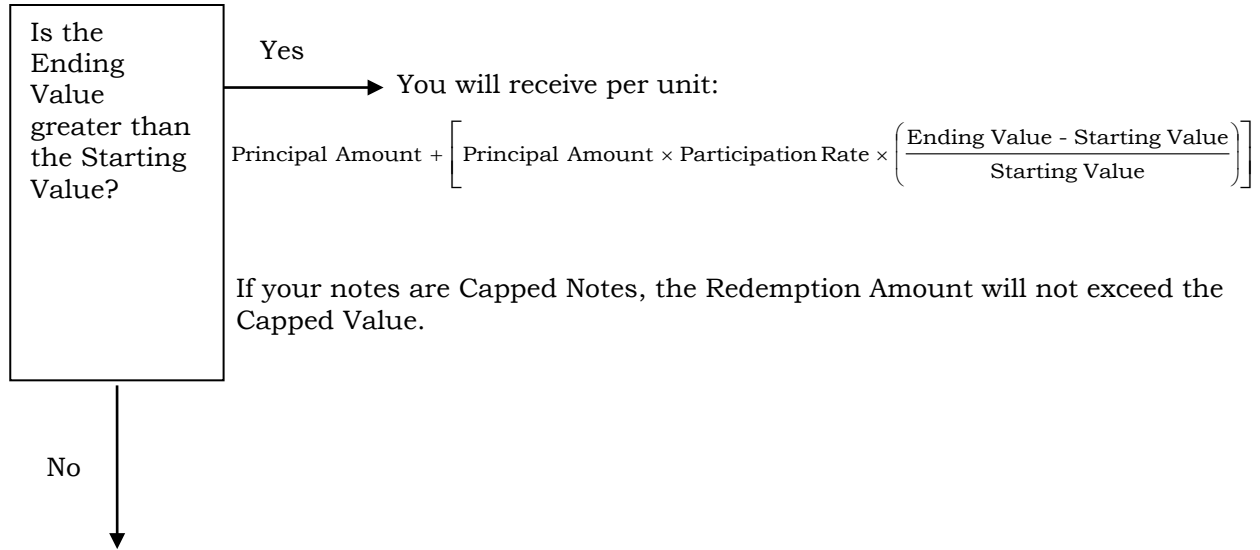 Is the
Ending
Value
greater than
the Starting
Value?
Yes
You will receive per unit:
Principal Amount + [ Principal Amount × Participation Rate × ( Ending Value - Starting Value / Starting Value ) ]
If your notes are Capped Notes, the Redemption Amount will not exceed the
Capped Value.
No